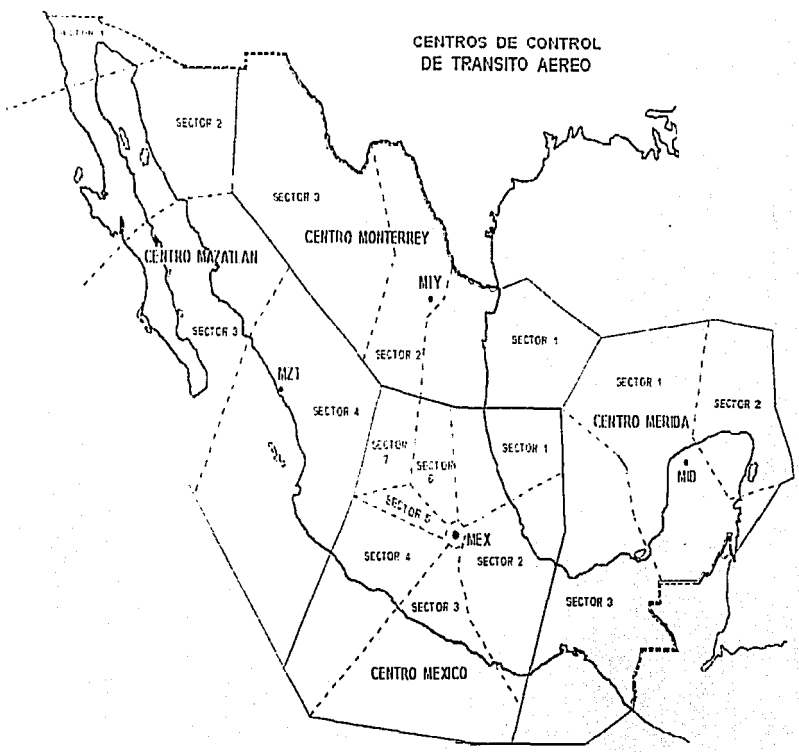 CENTROS DE CONTROL
DE TRANSITO AEREO
SECTOR 1
SECTOR 2
SECTOR 3
CENTRO MONTERREY
CENTRO MAZATLAN
MTY
SECTOR 3
SECTOR 1
SECTOR 2
MZT
SECTOR 1
SECTOR 2
SECTOR 4
CENTRO MERIDA
SECTOR 7
SECTOR 6
SECTOR 1
MID
SECTOR 5
MEX
SECTOR 4
SECTOR 2
SECTOR 3
SECTOR 3
CENTRO MEXICO